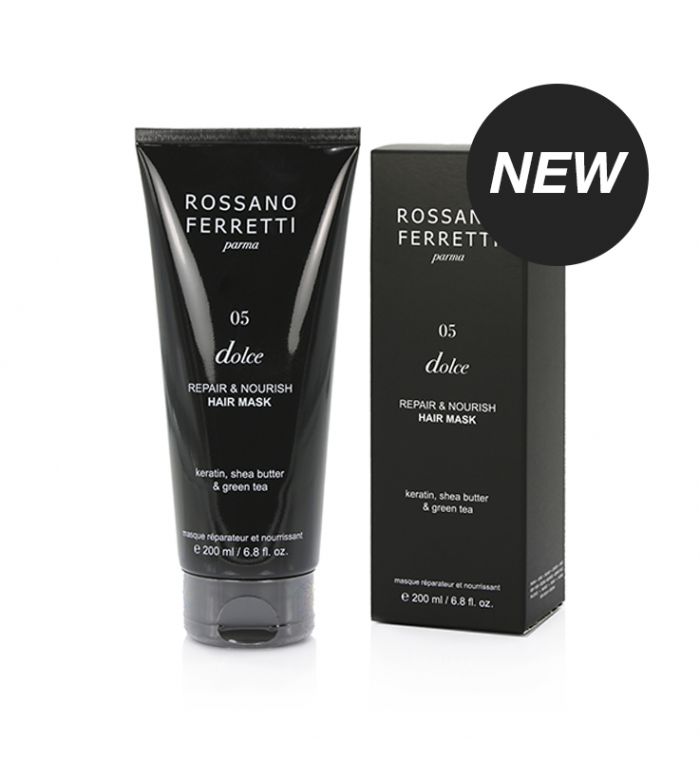 ROSSANO
FERRETTI
parma
05
dolce
REPAIR & NOURISH
HAIR MASK
keratin, shea butter
& green tea
masque réparateur et nourrissant
e 200 ml / 6.8 fl. oz.
NEW
ROSSANO
FERRETTI
parma
05
dolce
REPAIR & NOURISH
HAIR MASK
keratin, shea butter
& green tea
masque réparateur et nourrissant
e 200 ml / 6.8 fl. oz.